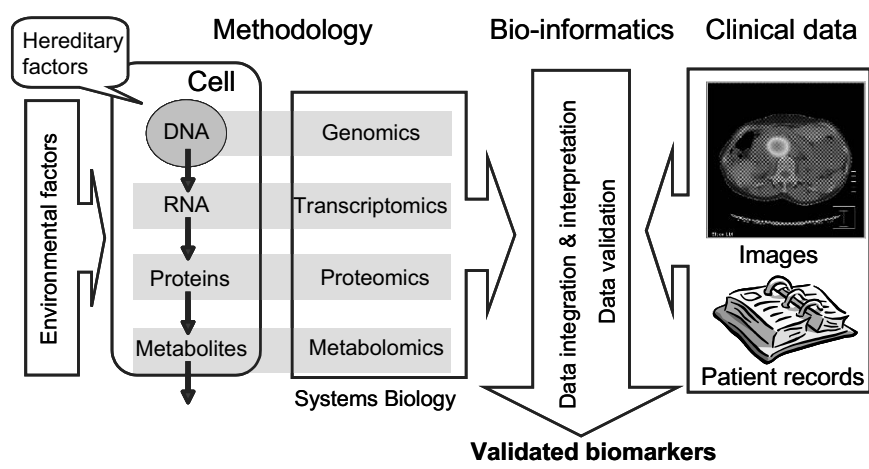 Methodology
Bio-informatics
Clinical data
Hereditary
factors
Cell
Environmental factors
DNA
Genomics
RNA
Transcriptomics
Proteins
Proteomics
Metabolites
Metabolomics
Systems Biology
Data integration & interpretation
Data validation
Images
Patient records
Validated biomarkers